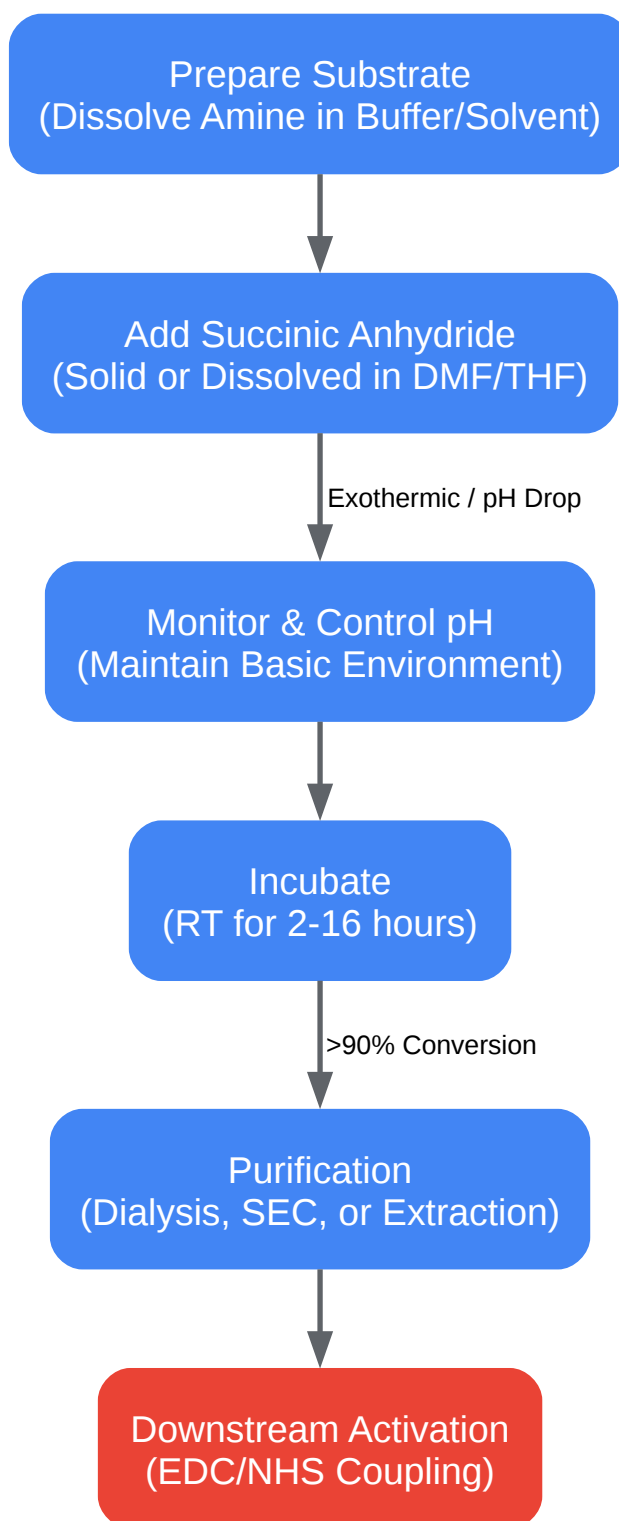 Prepare Substrate
(Dissolve Amine in Buffer/Solvent)
Add Succinic Anhydride
(Solid or Dissolved in DMF/THF)
Exothermic / pH Drop
Monitor & Control pH
(Maintain Basic Environment)
Incubate
(RT for 2-16 hours)
>90% Conversion
Purification
(Dialysis, SEC, or Extraction)
Downstream Activation
(EDC/NHS Coupling)